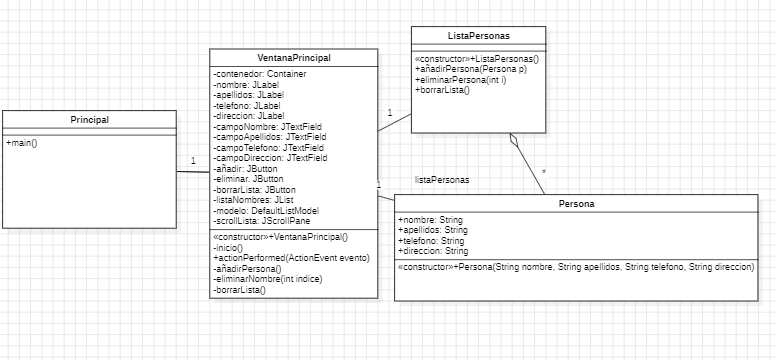 ListaPersonas
«constructor»+ListaPersonas()
+añadirPersona(Persona p)
+eliminarPersona(int i)
+borrarLista()
VentanaPrincipal
-contenedor: Container
-nombre: JLabel
-apellidos: JLabel
-telefono: JLabel
-direccion: JLabel
-campoNombre: JTextField
-campoApellidos: JTextField
-campoTelefono: JTextField
-campoDireccion: JTextField
-añadir: JButton
-eliminar: JButton
-borrarLista: JButton
-listaNombres: JList
-modelo: DefaultListModel
-scrollLista: JScrollPane
«constructor»+VentanaPrincipal()
-inicio()
+actionPerformed(ActionEvent evento)
-añadirPersona()
-eliminarNombre(int indice)
-borrarLista()
Principal
+main()
1
1
1
listaPersonas
*
Persona
+nombre: String
+apellidos: String
+telefono: String
+direccion: String
«constructor»+Persona(String nombre, String apellidos, String telefono, String direccion)